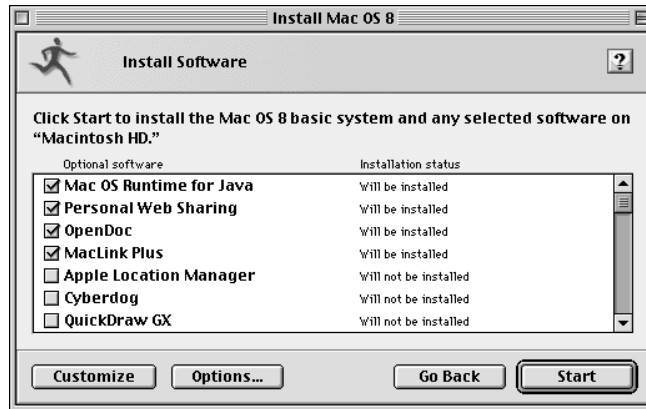 Install Mac OS 8
Install Software
?
Click Start to install the Mac OS 8 basic system and any selected software on
“Macintosh HD.”
Optional software Installation status
Mac OS Runtime for Java Will be installed
Personal Web Sharing Will be installed
OpenDoc Will be installed
MacLink Plus Will be installed
Apple Location Manager Will not be installed
Cyberdog Will not be installed
QuickDraw GX Will not be installed
Customize Options... Go Back Start